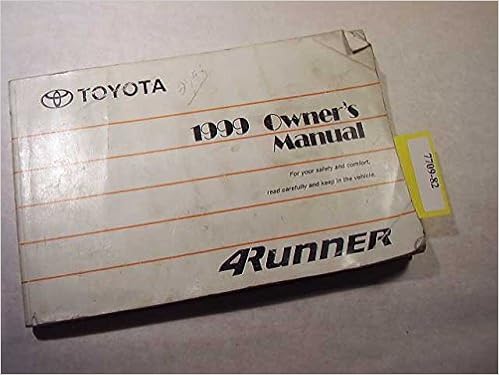 TOYOTA
1999 Owner's
Manual
For your safety and comfort,
read carefully and keep in the vehicle.
4RUNNER
7709-82